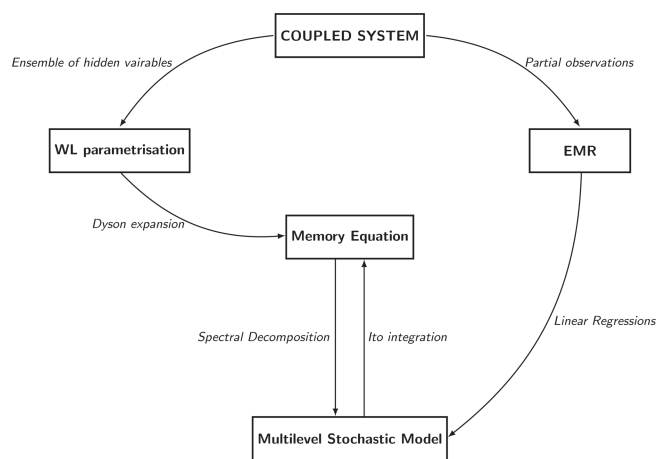 COUPLED SYSTEM
Ensemble of hidden vairables
Partial observations
WL parametrisation
EMR
Dyson expansion
Memory Equation
Spectral Decomposition
Ito integration
Linear Regressions
Multilevel Stochastic Model